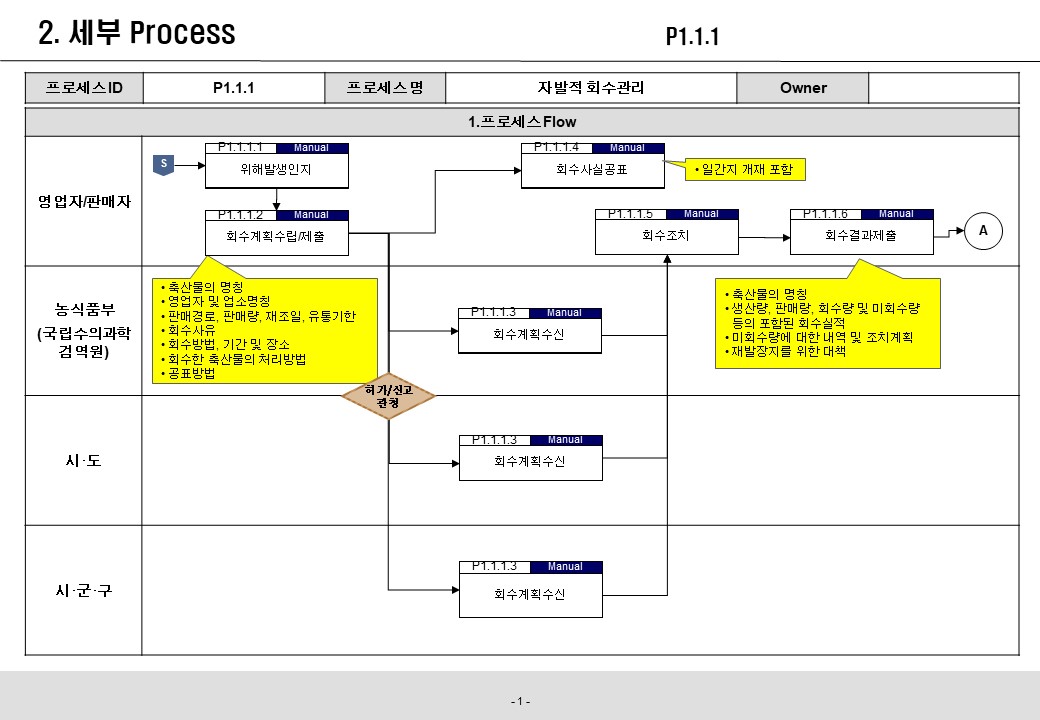 2. 세부 Process
P1.1.1
프로세스ID
P1.1.1
프로세스 명
자발적 회수관리
Owner
1.프로세스Flow
영업자/판매자
S
P1.1.1.1
Manual
위해발생인지
P1.1.1.4
Manual
회수사실공표
• 일간지 개재 포함
P1.1.1.2
Manual
회수계획수립/제출
P1.1.1.5
Manual
회수조치
P1.1.1.6
Manual
회수결과제출
A
농식품부
(국립수의과학
검역원)
• 축산물의 명칭
• 영업자 및 업소명칭
• 판매경로, 판매량, 재조일, 유통기한
• 회수사유
• 회수방법, 기간 및 장소
• 회수한 축산물의 처리방법
• 공표방법
P1.1.1.3
Manual
회수계획수신
• 축산물의 명칭
• 생산량, 판매량, 회수량 및 미회수량
등의 포함된 회수실적
• 미회수량에 대한 내역 및 조치계획
• 재발장지를 위한 대책
허가/신고
관청
시·도
P1.1.1.3
Manual
회수계획수신
시·군·구
P1.1.1.3
Manual
회수계획수신
- 1 -